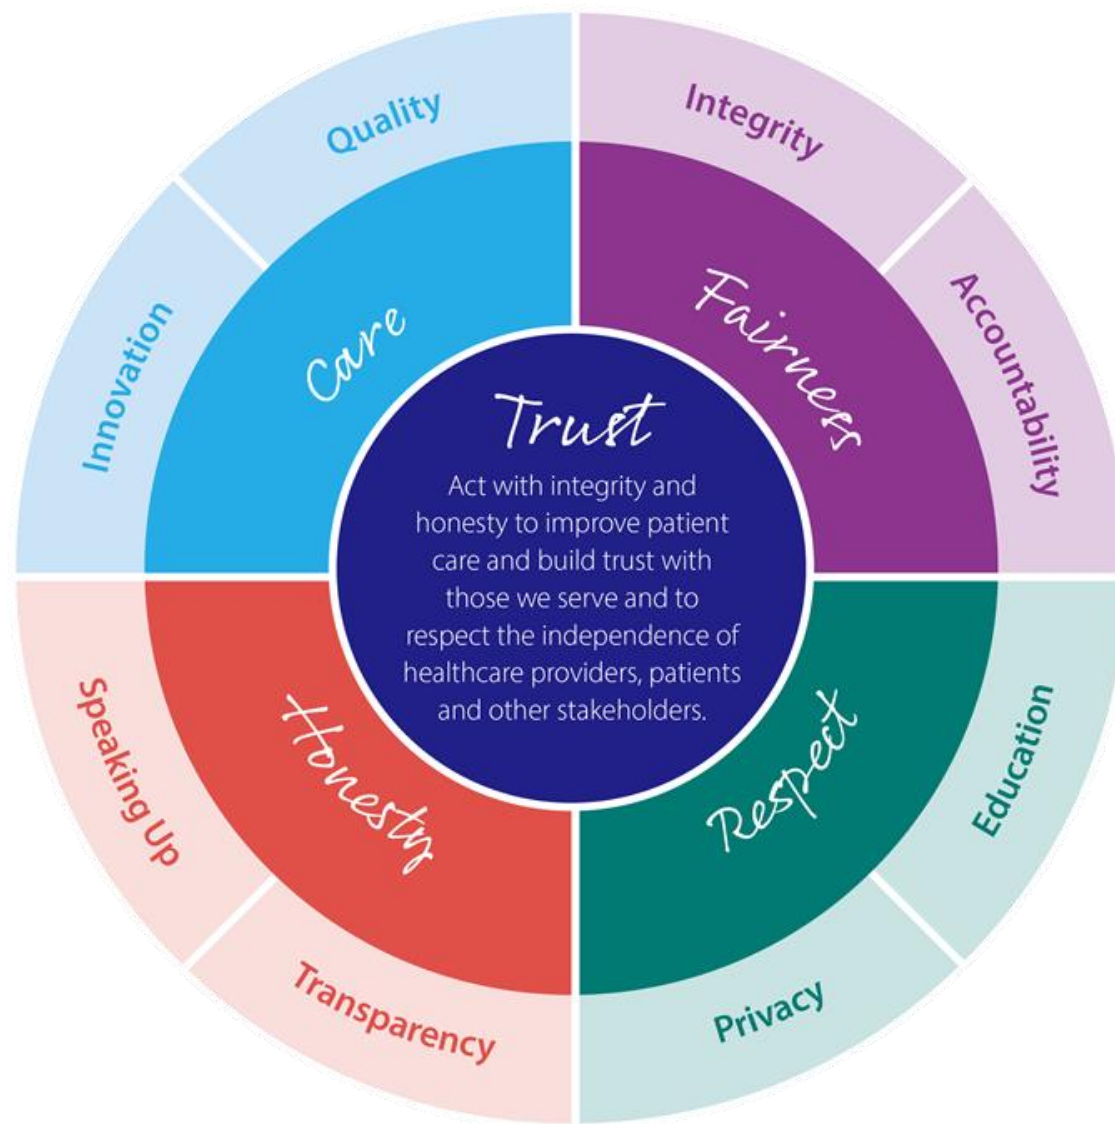 Quality
Integrity
Innovation
Care
Fairness
Accountability
Trust
Act with integrity and
honesty to improve patient
care and build trust with
those we serve and to
respect the independence of
healthcare providers, patients
and other stakeholders.
Speaking Up
Honesty
Respect
Education
Transparency
Privacy